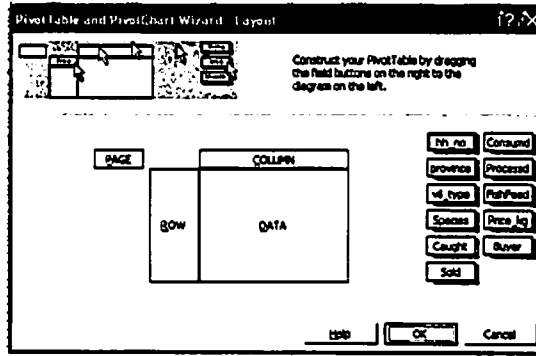 PivotTable and PivotChart Wizard - Layout
Construct your PivotTable by dragging
the field buttons on the right to the
diagram on the left.
PAGE
COLUMN
ROW
DATA
hh_no
Consumd
province
Processd
v6_type
FishFeed
Species
Price_kg
Caught
Buyer
Sold
Help
OK
Cancel